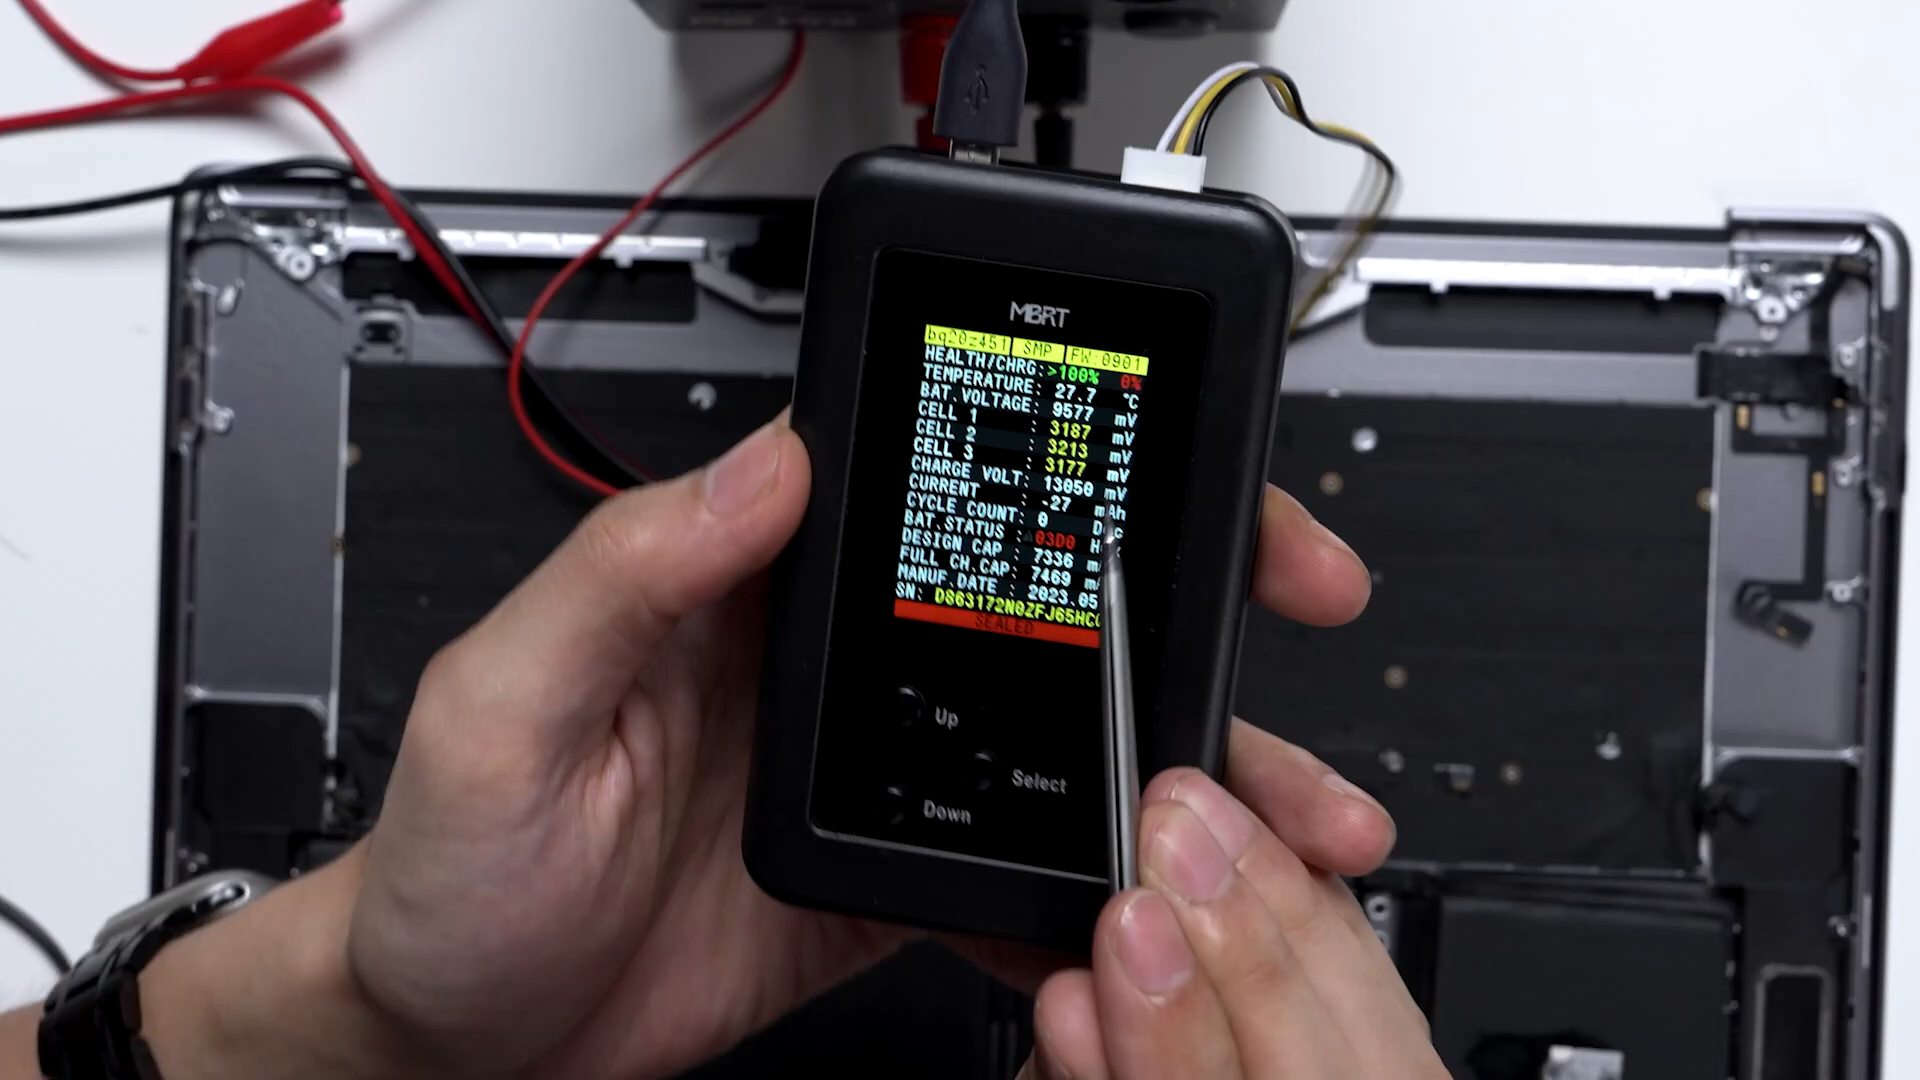 MBRT
bq20z451 SMP FW:0901
HEALTH/CHRG:>100% 0%
TEMPERATURE: 27.7 °C
BAT.VOLTAGE: 9577 mV
CELL 1 : 3187 mV
CELL 2 : 3213 mV
CELL 3 : 3177 mV
CHARGE VOLT: 13050 mV
CURRENT : -27 mAh
CYCLE COUNT: 0
BAT.STATUS : 03D0
DESIGN CAP : 7336
FULL CH.CAP: 7469
MANUF.DATE : 2023.05
SN: D863172N0ZFJ65HC
SEALED
Up
Select
Down